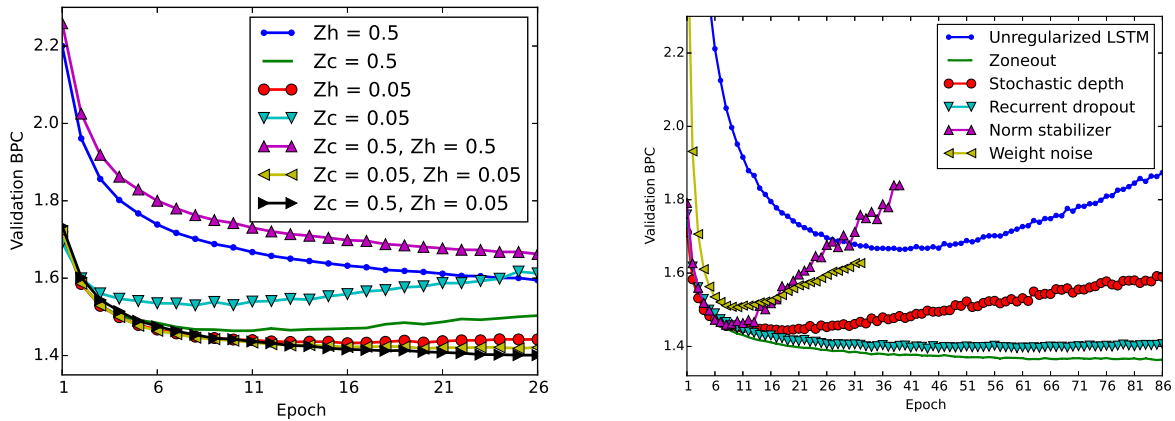 2.2
2.0
1.8
1.6
1.4
Validation BPC
1 6 11 16 21 26
Epoch
Zh = 0.5
Zc = 0.5
Zh = 0.05
Zc = 0.05
Zc = 0.5, Zh = 0.5
Zc = 0.05, Zh = 0.05
Zc = 0.5, Zh = 0.05
2.2
2.0
1.8
1.6
1.4
Validation BPC
1 6 11 16 21 26 31 36 41 46 51 56 61 66 71 76 81 86
Epoch
Unregularized LSTM
Zoneout
Stochastic depth
Recurrent dropout
Norm stabilizer
Weight noise